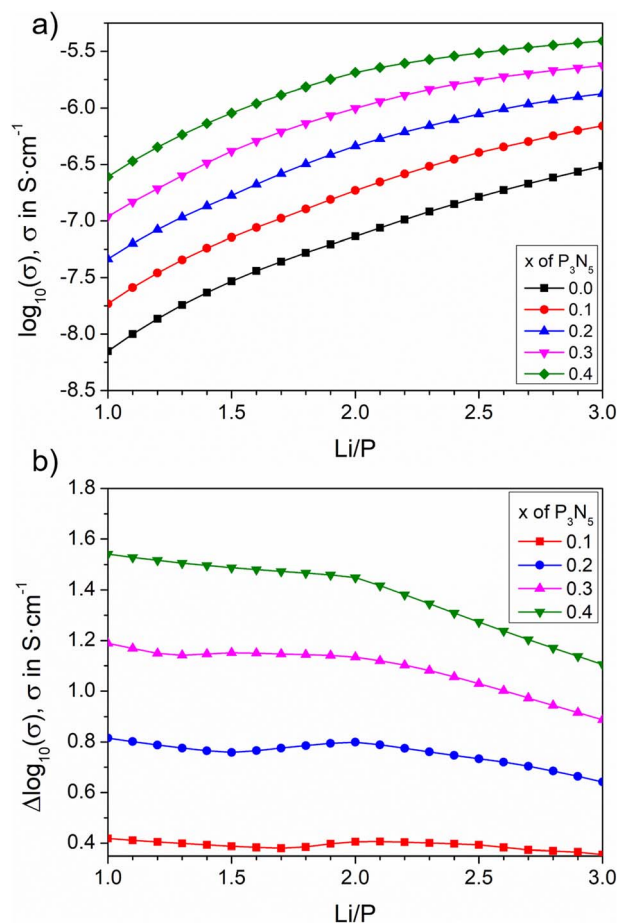 a)
-5.5
-6.0
-6.5
-7.0
-7.5
-8.0
-8.5
log₁₀(σ), σ in S·cm⁻¹
x of P₃N₅
0.0
0.1
0.2
0.3
0.4
1.0 1.5 2.0 2.5 3.0
Li/P
b)
1.8
1.6
1.4
1.2
1.0
0.8
0.6
0.4
Δlog₁₀(σ), σ in S·cm⁻¹
x of P₃N₅
0.1
0.2
0.3
0.4
1.0 1.5 2.0 2.5 3.0
Li/P